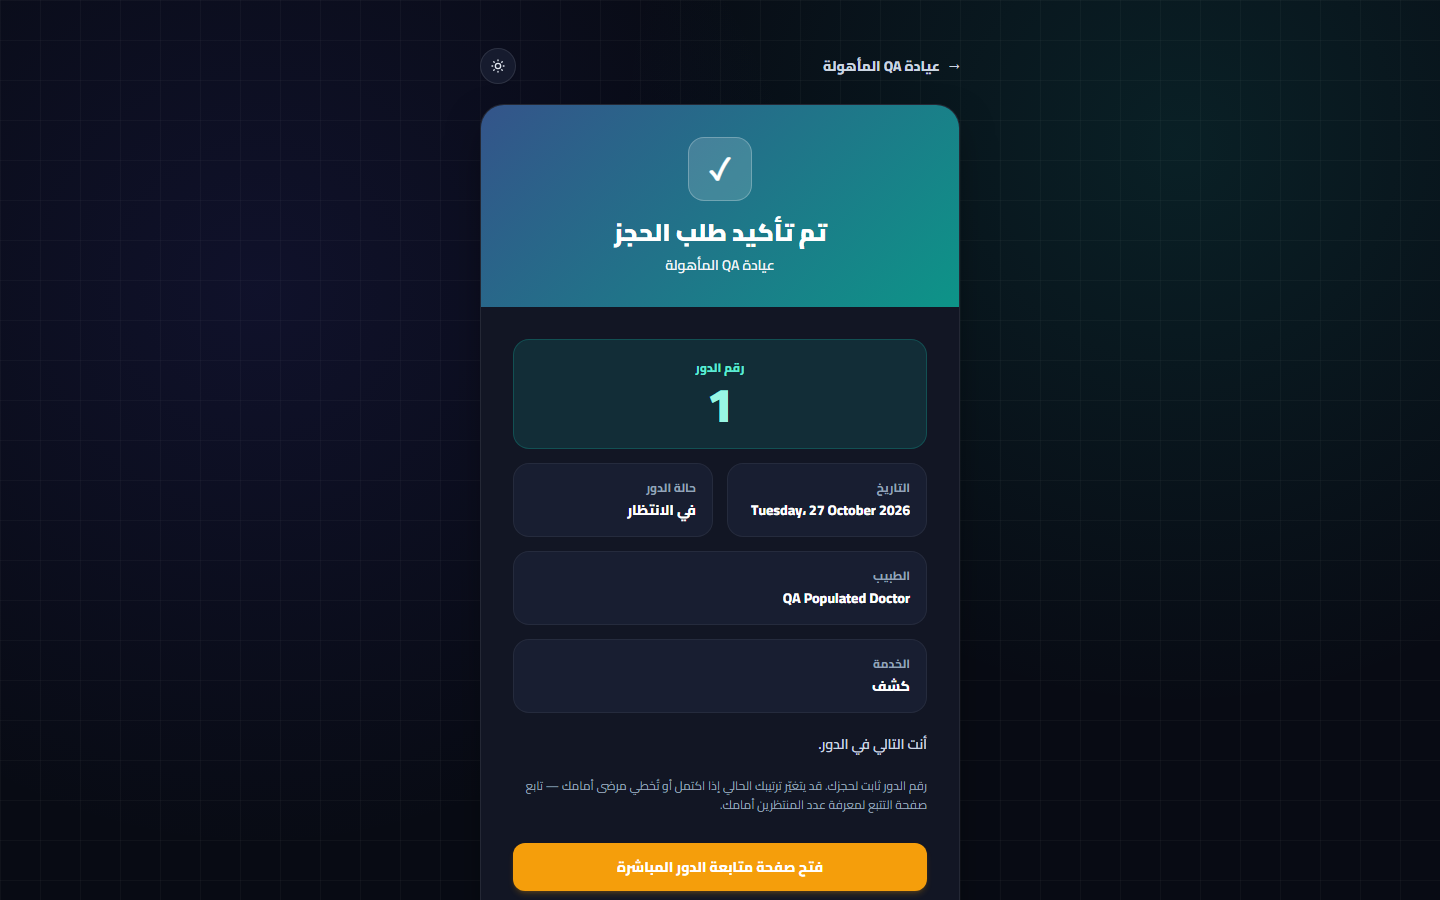 → عيادة QA المأهولة
✓
تم تأكيد طلب الحجز
عيادة QA المأهولة
رقم الدور
1
التاريخ
Tuesday، 27 October 2026
حالة الدور
في الانتظار
الطبيب
QA Populated Doctor
الخدمة
كشف
أنت التالي في الدور.
رقم الدور ثابت لحجزك. قد يتغيّر ترتيبك الحالي إذا اكتمل أو تُخطي مرضى أمامك — تابع
صفحة التتبع لمعرفة عدد المنتظرين أمامك.
فتح صفحة متابعة الدور المباشرة